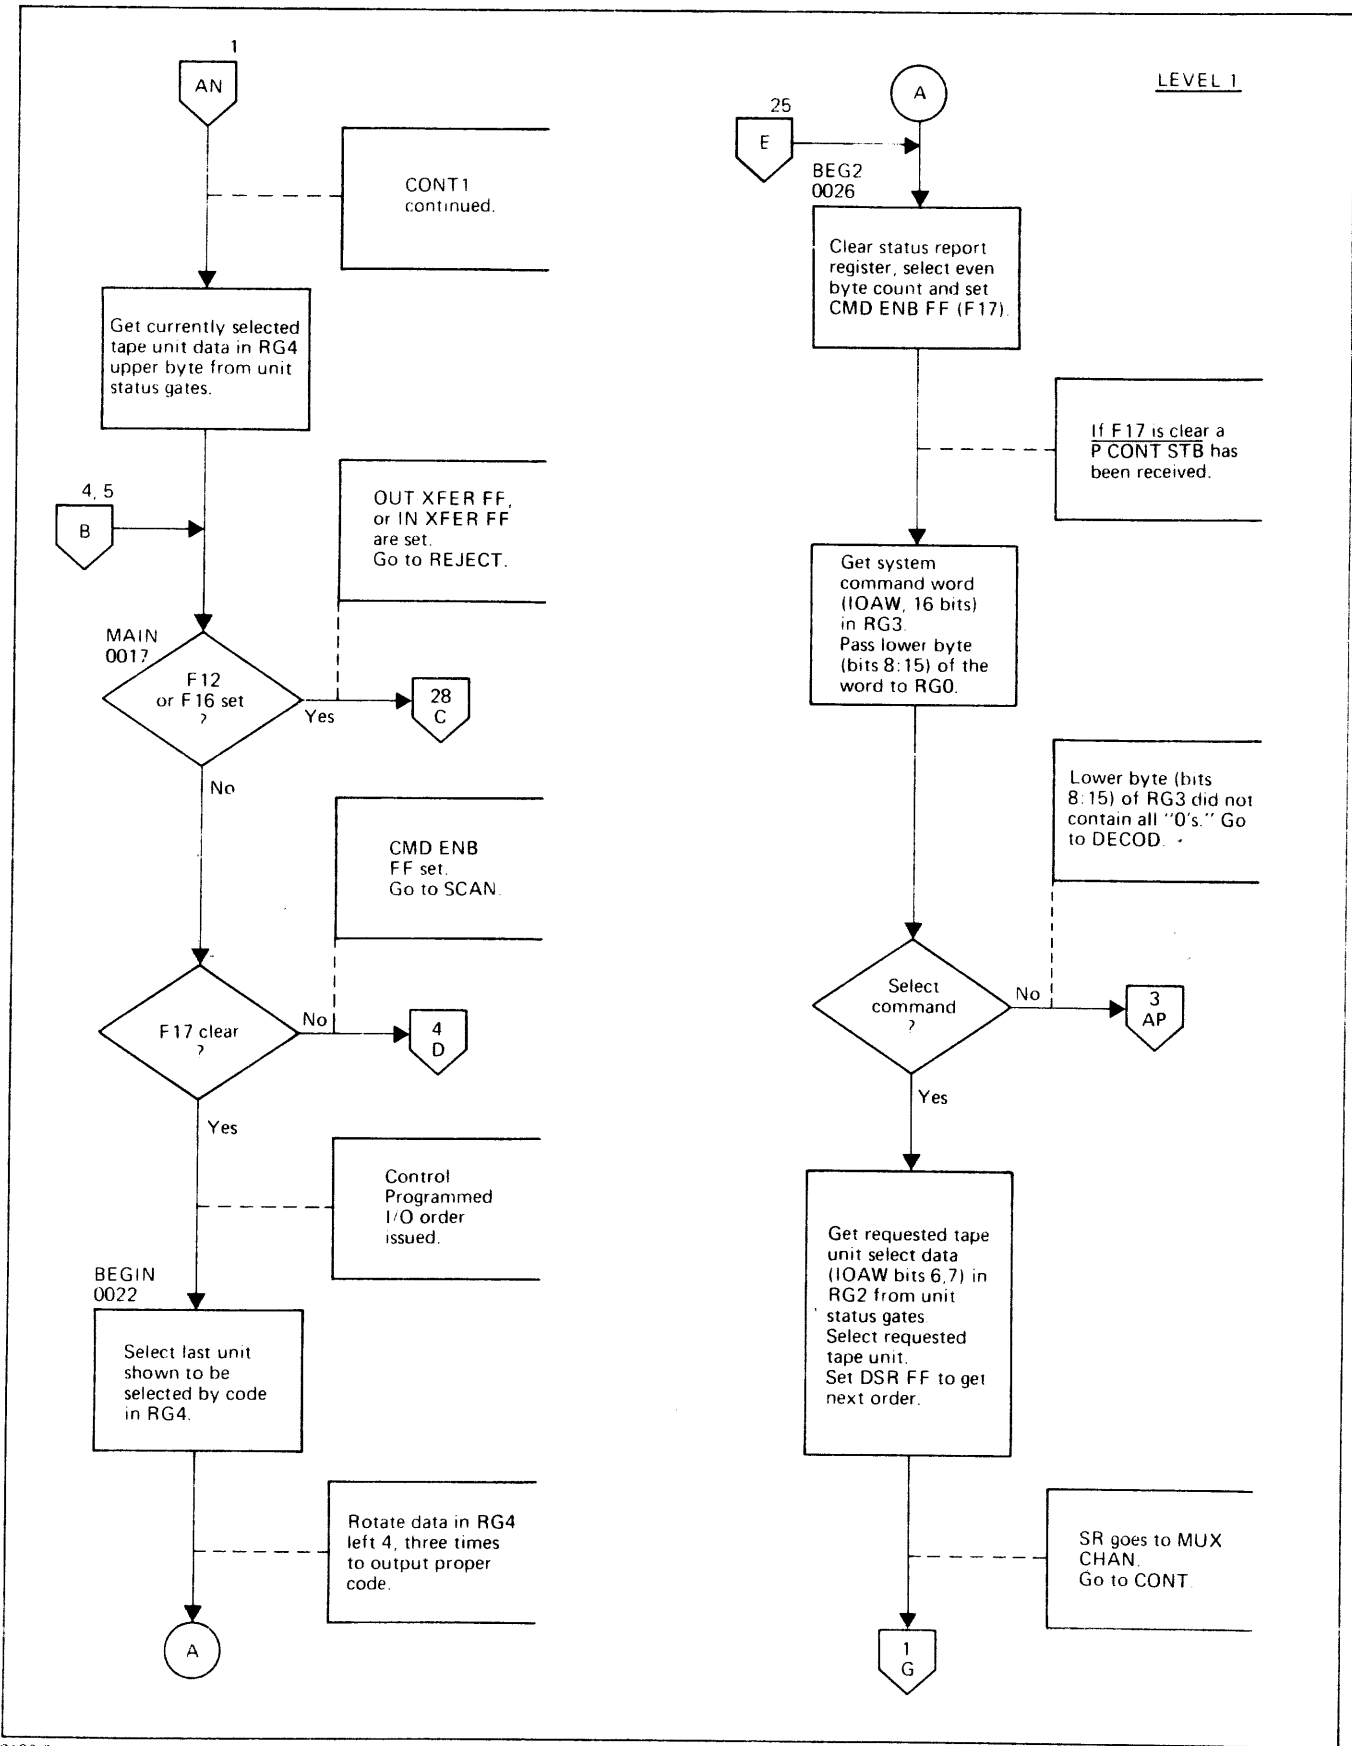 1
AN
CONT1
continued.
Get currently selected
tape unit data in RG4
upper byte from unit
status gates.
4, 5
B
OUT XFER FF,
or IN XFER FF
are set.
Go to REJECT.
MAIN
0017
F12
or F16 set
?
Yes
28
C
No
CMD ENB
FF set.
Go to SCAN.
F17 clear
?
No
4
D
Yes
Control
Programmed
I/O order
issued.
BEGIN
0022
Select last unit
shown to be
selected by code
in RG4.
Rotate data in RG4
left 4, three times
to output proper
code.
A
LEVEL 1
A
25
E
BEG2
0026
Clear status report
register, select even
byte count and set
CMD ENB FF (F17).
If F17 is clear a
P CONT STB has
been received.
Get system
command word
(IOAW, 16 bits)
in RG3.
Pass lower byte
(bits 8:15) of the
word to RG0.
Lower byte (bits
8:15) of RG3 did not
contain all "0's." Go
to DECOD.
Select
command
?
No
3
AP
Yes
Get requested tape
unit select data
(IOAW bits 6,7) in
RG2 from unit
status gates
Select requested
tape unit.
Set DSR FF to get
next order.
SR goes to MUX
CHAN.
Go to CONT.
1
G